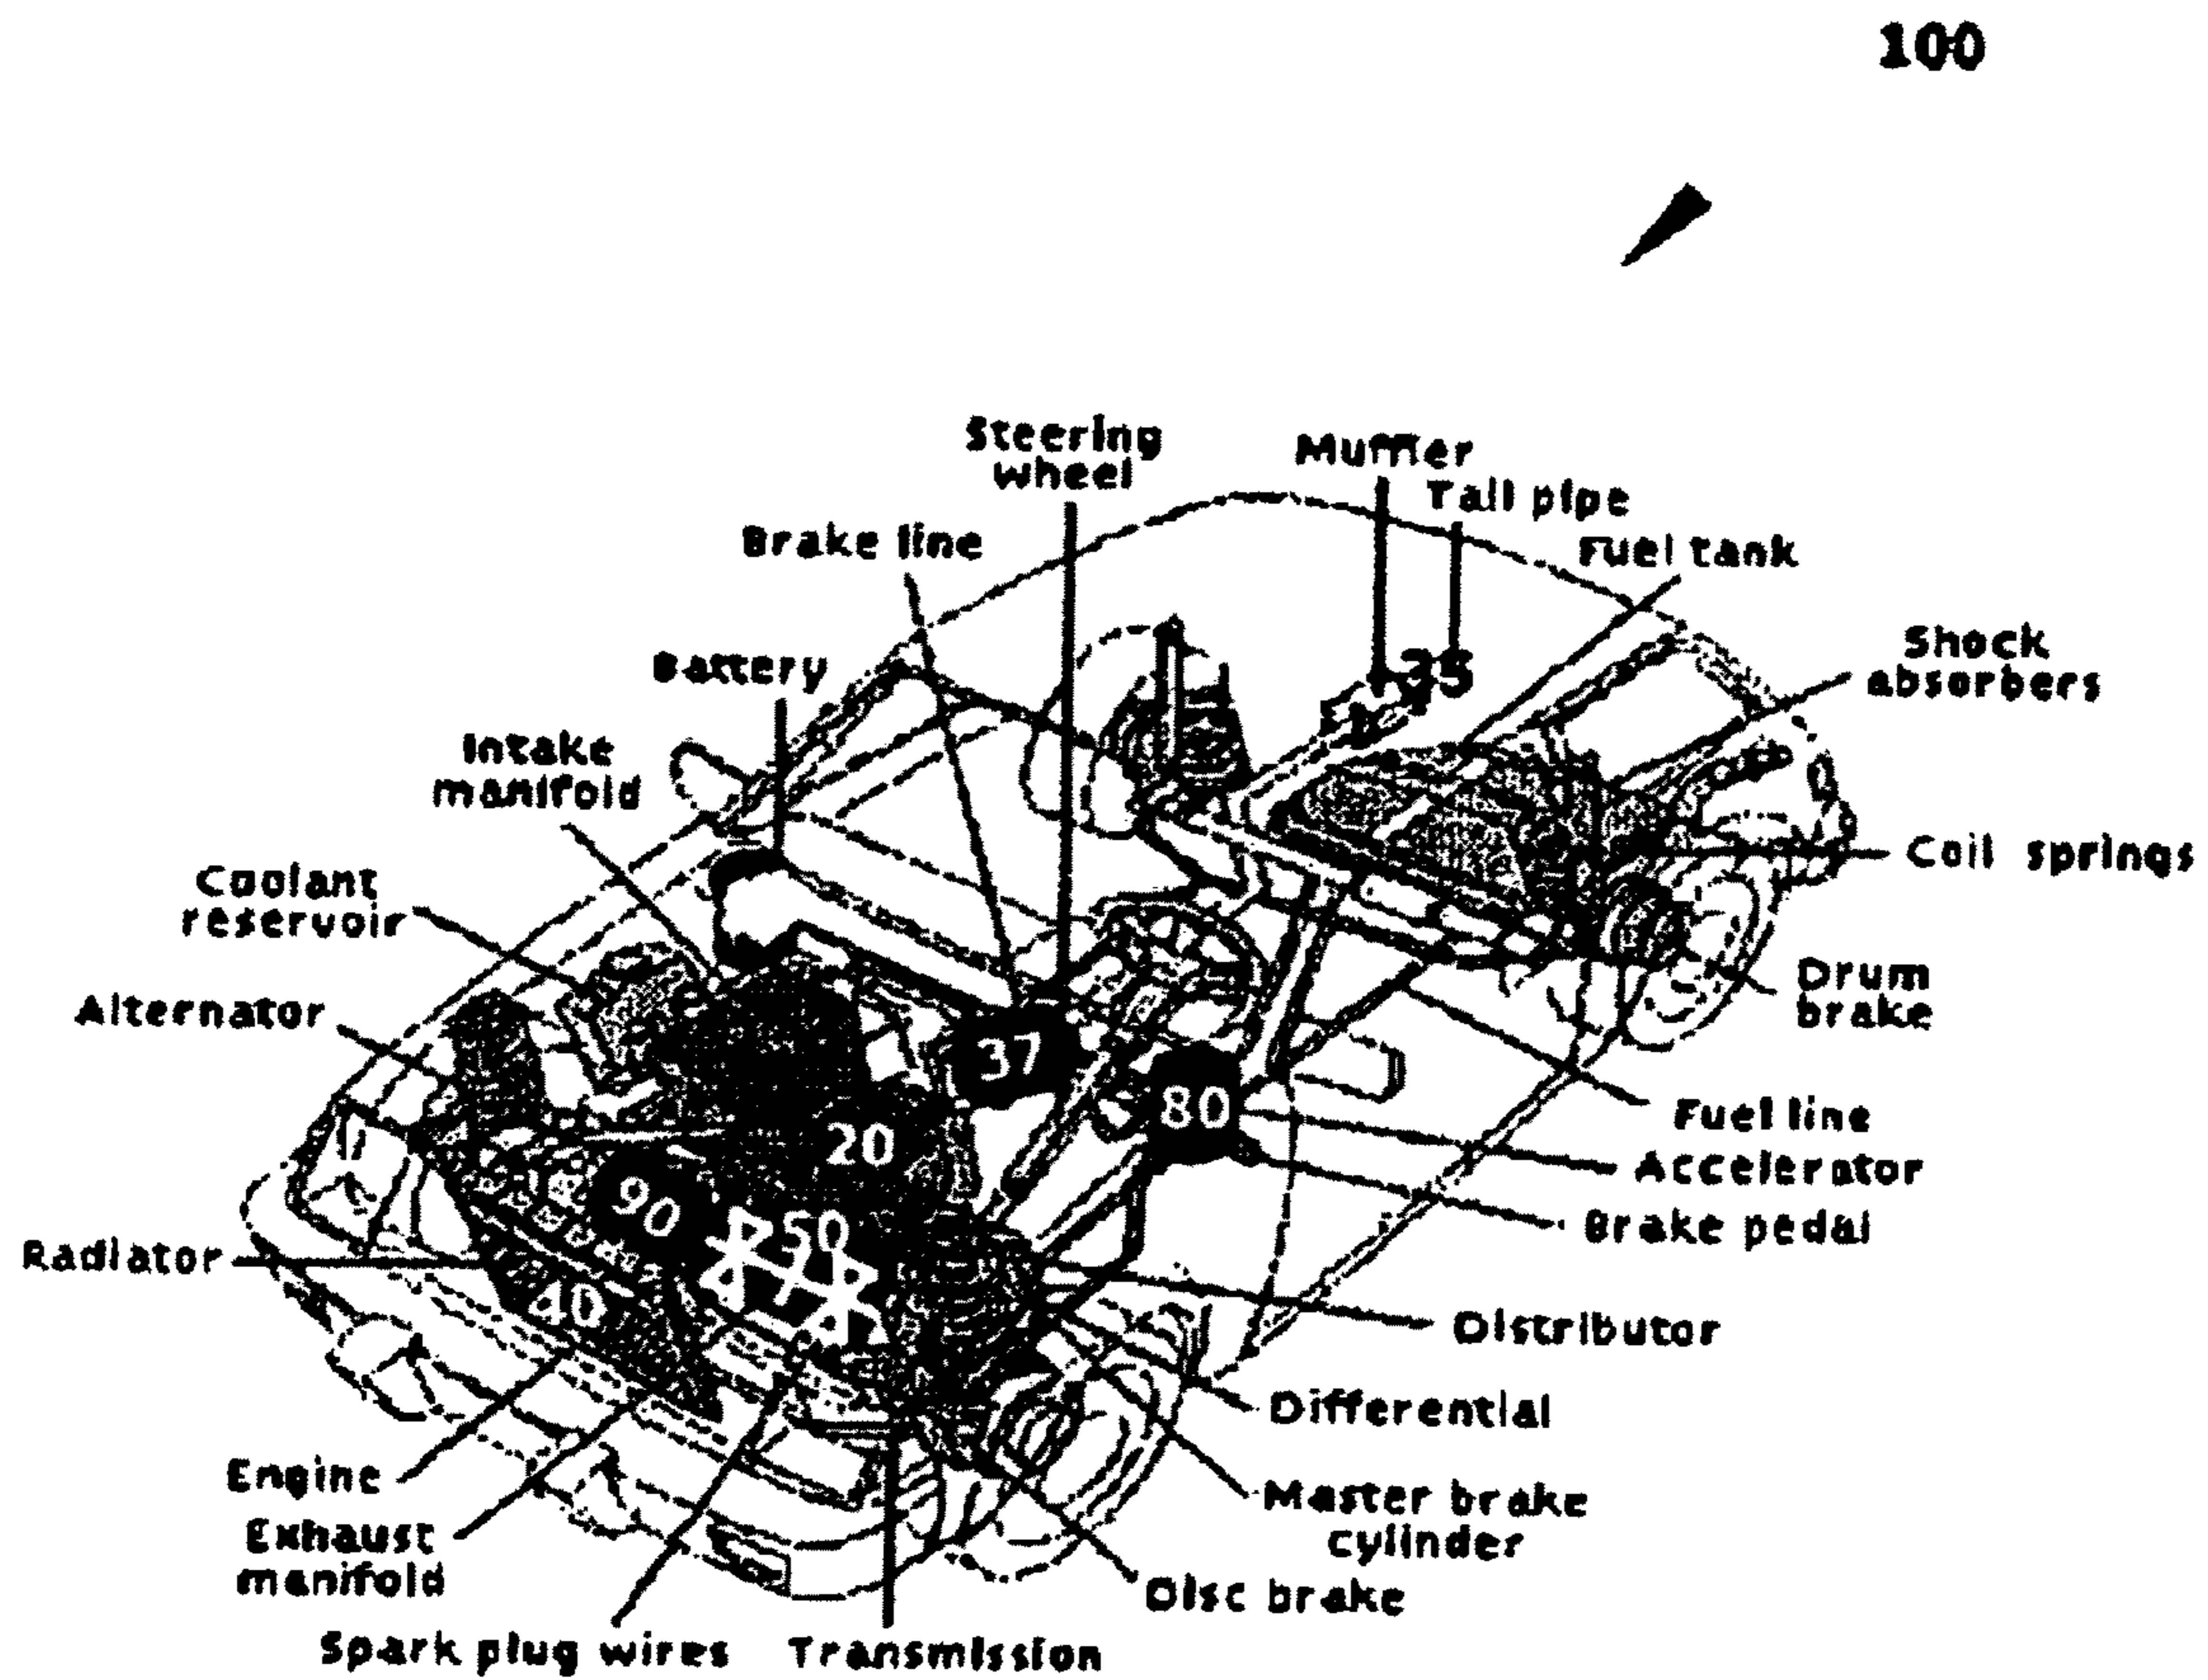 100
Steering
wheel
Muffler
Tail pipe
Brake line
Fuel tank
Shock
absorbers
Battery
35
Intake
manifold
Coil springs
Coolant
reservoir
Drum
brake
Alternator
37
80
Fuel line
20
Accelerator
90
50
Brake pedal
Radiator
40
Distributor
Differential
Engine
Master brake
cylinder
Exhaust
manifold
Disc brake
Spark plug wires
Transmission